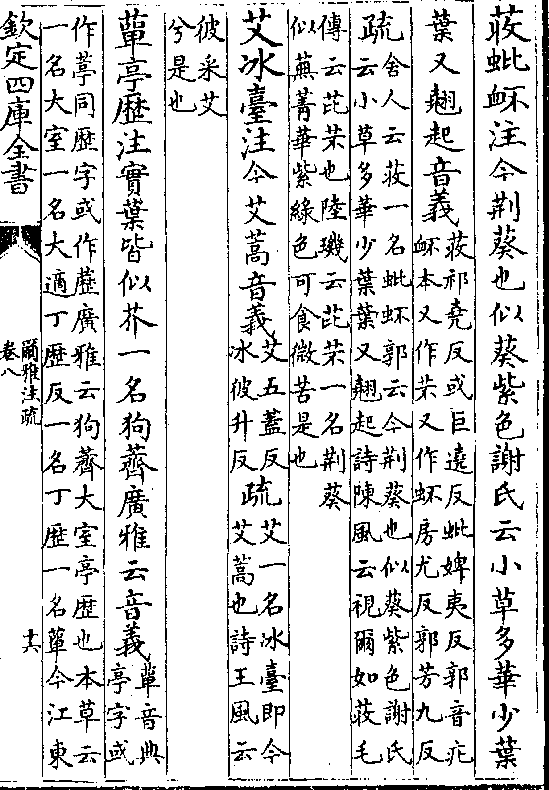 荍蚍衃注今荆葵也似葵紫色謝氏云小草多華少葉
葉又翹起音義荍祁堯反或巨遶反蚍婢夷反郭音疕
衃本又作芣又作䖬房尤反郭芳九反
疏舍人云荍一名蚍衃郭云今荆葵也似葵紫色謝氏
云小草多華少葉葉又翹起詩陳風云視爾如荍毛
傳云芘芣也陸璣云芘芣一名荆葵
似蕪菁華紫綠色可食微苦是也
艾冰臺注今艾蒿音義艾五蓋反
冰彼升反疏艾一名冰臺即今
艾蒿也詩王風云
彼采艾
兮是也
蕇亭歴注實葉皆似芥一名狗薺廣雅云音義蕇音典
亭字或
作葶同歴字或作蘑廣雅云狗薺大室亭歴也本草云
一名大室一名大適丁歴反一名丁歴一名蕇今江東
欽定四庫全書
爾雅注疏
卷八
十六